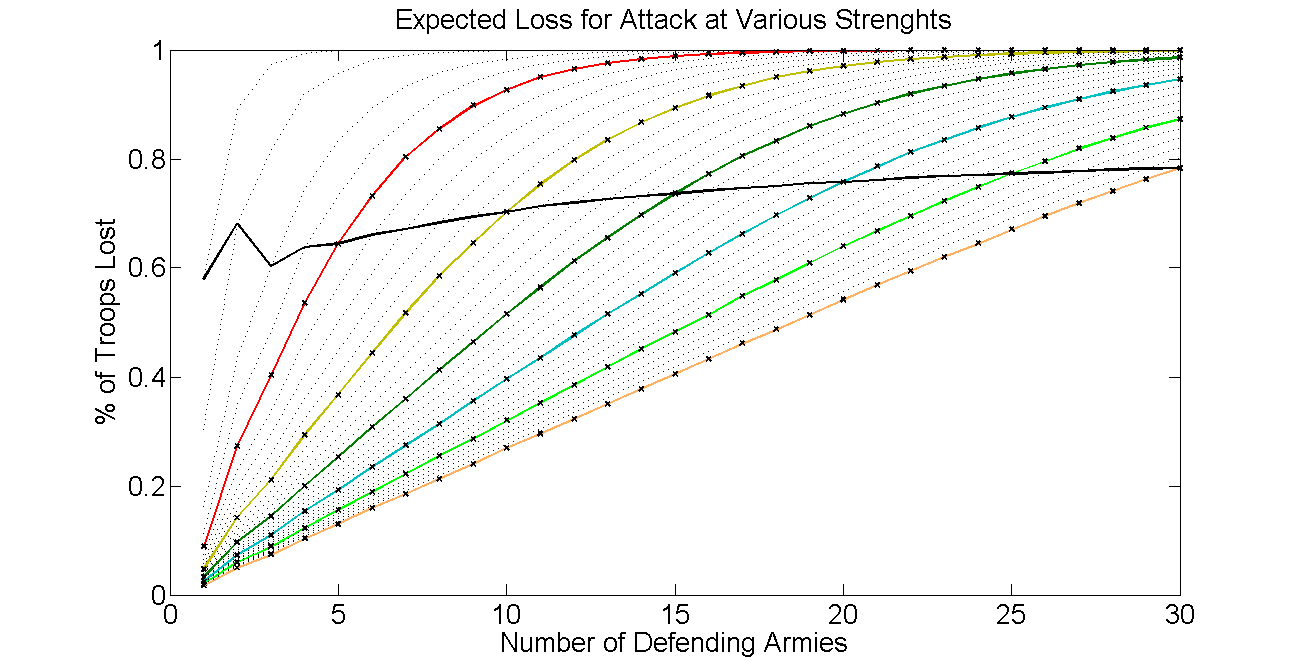 Expected Loss for Attack at Various Strenghts
1
0.8
0.6
0.4
0.2
0
% of Troops Lost
0 5 10 15 20 25 30
Number of Defending Armies